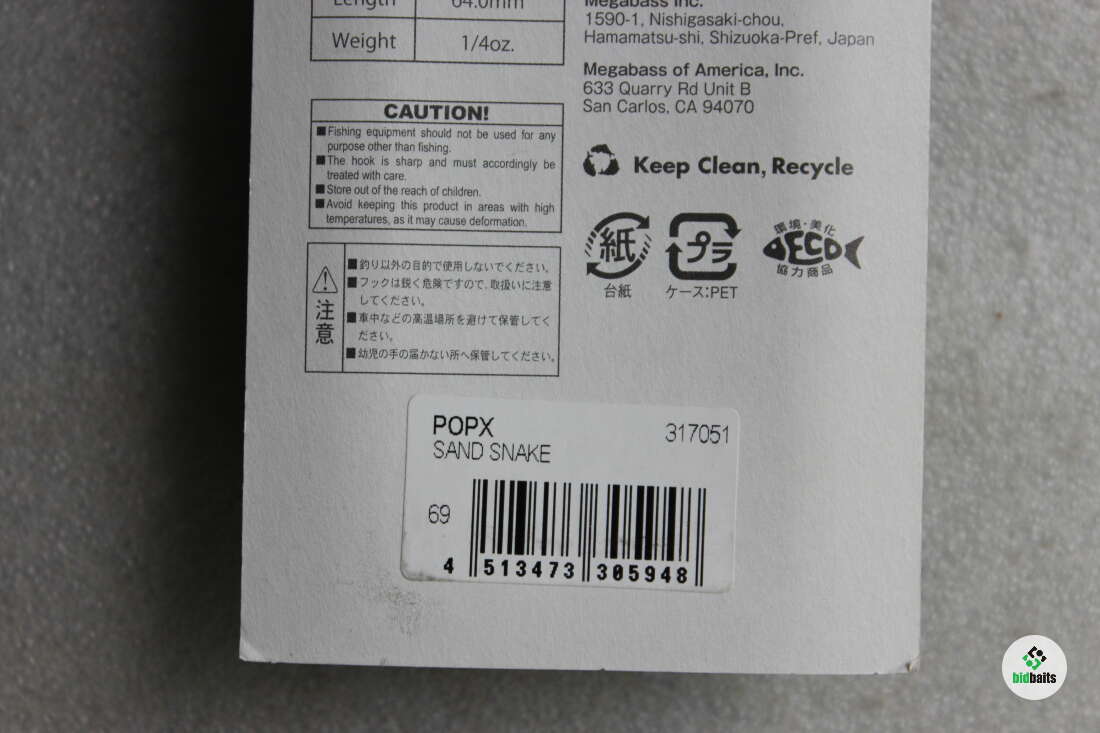 Length 64.0mm
Weight 1/4oz.
Megabass Inc.
1590-1, Nishigasaki-chou,
Hamamatsu-shi, Shizuoka-Pref, Japan
Megabass of America, Inc.
633 Quarry Rd Unit B
San Carlos, CA 94070
CAUTION!
■Fishing equipment should not be used for any
purpose other than fishing.
■The hook is sharp and must accordingly be
treated with care.
■Store out of the reach of children.
■Avoid keeping this product in areas with high
temperatures, as it may cause deformation.
Keep Clean, Recycle
紙
台紙
プラ
ケース:PET
環境・美化
ECO
協力商品
注意
■釣り以外の目的で使用しないでください。
■フックは鋭く危険ですので、取扱いに注意
してください。
■車中などの高温場所を避けて保管してく
ださい。
■幼児の手の届かない所へ保管してください。
POPX
317051
SAND SNAKE
69
4 513473 305948
bidbaits